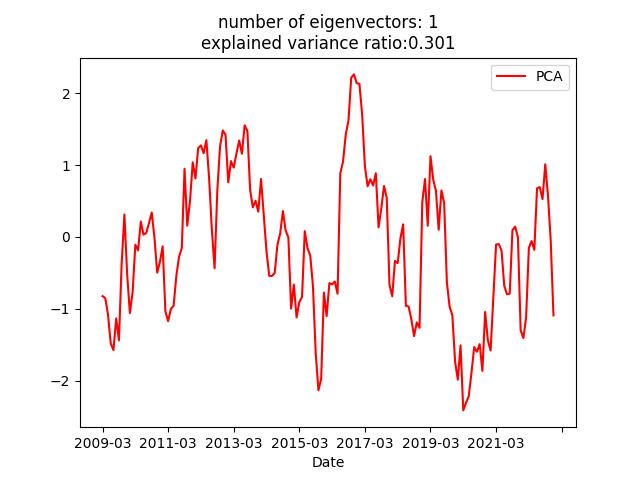 number of eigenvectors: 1
explained variance ratio:0.301
PCA
2
1
0
−1
−2
2009-03 2011-03 2013-03 2015-03 2017-03 2019-03 2021-03
Date